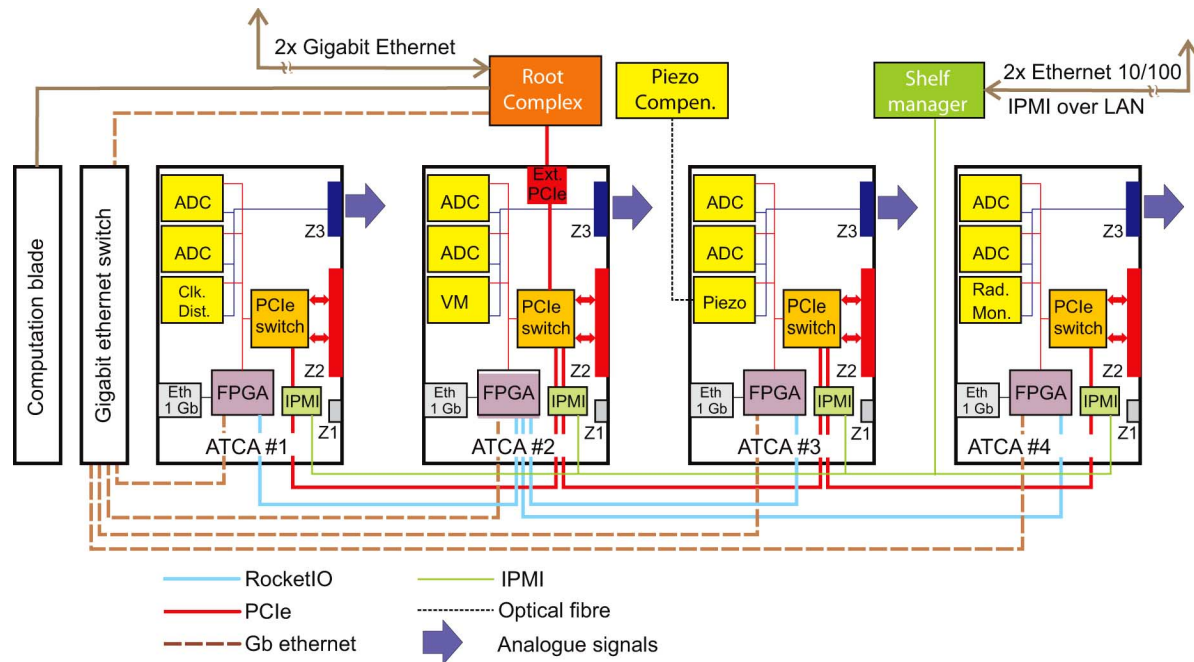 2x Gigabit Ethernet
Root
Complex
Piezo
Compen.
Shelf
manager
2x Ethernet 10/100
IPMI over LAN
Computation blade
Gigabit ethernet switch
ADC
ADC
Clk.
Dist.
Z3
PCIe
switch
Z2
Eth
1 Gb
FPGA
IPMI
Z1
ATCA #1
Ext.
PCIe
ADC
ADC
VM
Z3
PCIe
switch
Z2
Eth
1 Gb
FPGA
IPMI
Z1
ATCA #2
ADC
ADC
Piezo
Z3
PCIe
switch
Z2
Eth
1 Gb
FPGA
IPMI
Z1
ATCA #3
ADC
ADC
Rad.
Mon.
Z3
PCIe
switch
Z2
Eth
1 Gb
FPGA
IPMI
Z1
ATCA #4
RocketIO
PCIe
Gb ethernet
IPMI
Optical fibre
Analogue signals